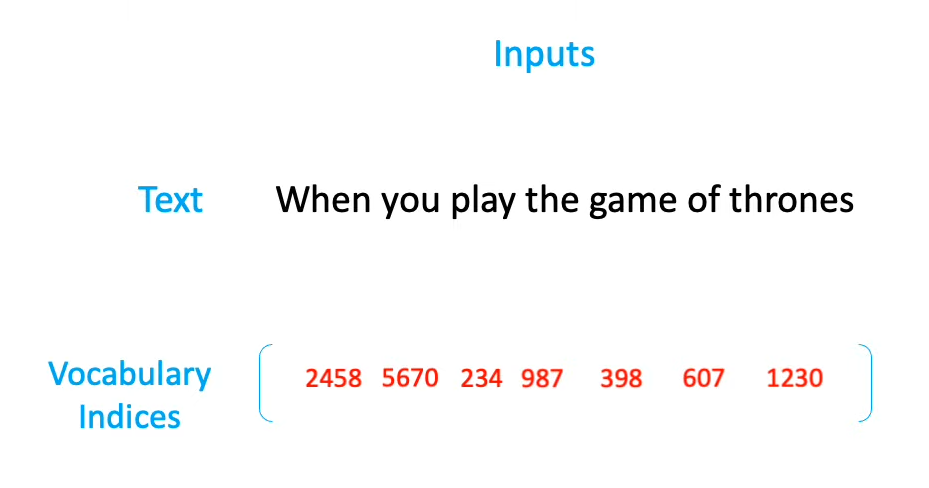 Inputs
Text When you play the game of thrones
Vocabulary 2458 5670 234 987 398 607 1230
Indices